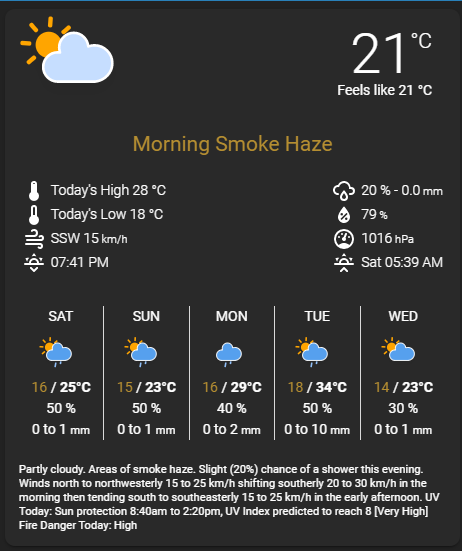 21°C
Feels like 21 °C
Morning Smoke Haze
Today's High 28 °C 20 % - 0.0 mm
Today's Low 18 °C 79 %
SSW 15 km/h 1016 hPa
07:41 PM Sat 05:39 AM
SAT SUN MON TUE WED
16 / 25°C 15 / 23°C 16 / 29°C 18 / 34°C 14 / 23°C
50 % 50 % 40 % 50 % 30 %
0 to 1 mm 0 to 1 mm 0 to 2 mm 0 to 10 mm 0 to 1 mm
Partly cloudy. Areas of smoke haze. Slight (20%) chance of a shower this evening.
Winds north to northwesterly 15 to 25 km/h shifting southerly 20 to 30 km/h in the
morning then tending south to southeasterly 15 to 25 km/h in the early afternoon. UV
Today: Sun protection 8:40am to 2:20pm, UV Index predicted to reach 8 [Very High]
Fire Danger Today: High